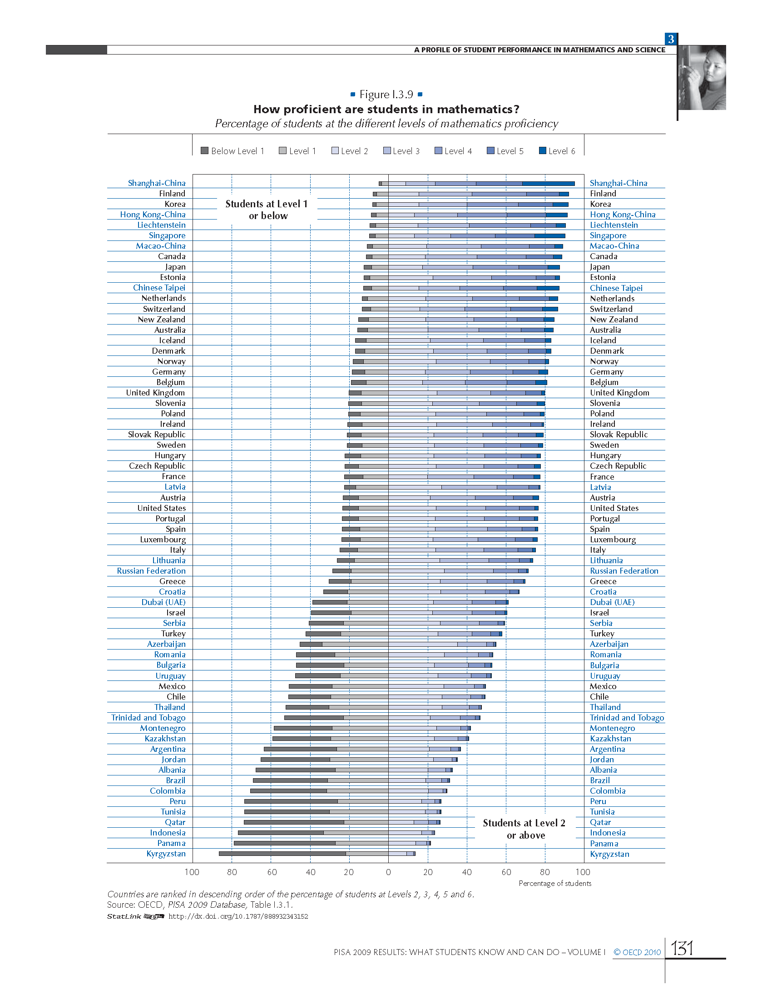 3
A PROFILE OF STUDENT PERFORMANCE IN MATHEMATICS AND SCIENCE
Figure I.3.9
How proficient are students in mathematics?
Percentage of students at the different levels of mathematics proficiency
Below Level 1 Level 1 Level 2 Level 3 Level 4 Level 5 Level 6
Students at Level 1
or below
Shanghai-China Shanghai-China
Finland Finland
Korea Korea
Hong Kong-China Hong Kong-China
Liechtenstein Liechtenstein
Singapore Singapore
Macao-China Macao-China
Canada Canada
Japan Japan
Estonia Estonia
Chinese Taipei Chinese Taipei
Netherlands Netherlands
Switzerland Switzerland
New Zealand New Zealand
Australia Australia
Iceland Iceland
Denmark Denmark
Norway Norway
Germany Germany
Belgium Belgium
United Kingdom United Kingdom
Slovenia Slovenia
Poland Poland
Ireland Ireland
Slovak Republic Slovak Republic
Sweden Sweden
Hungary Hungary
Czech Republic Czech Republic
France France
Latvia Latvia
Austria Austria
United States United States
Portugal Portugal
Spain Spain
Luxembourg Luxembourg
Italy Italy
Lithuania Lithuania
Russian Federation Russian Federation
Greece Greece
Croatia Croatia
Dubai (UAE) Dubai (UAE)
Israel Israel
Serbia Serbia
Turkey Turkey
Azerbaijan Azerbaijan
Romania Romania
Bulgaria Bulgaria
Uruguay Uruguay
Mexico Mexico
Chile Chile
Thailand Thailand
Trinidad and Tobago Trinidad and Tobago
Montenegro Montenegro
Kazakhstan Kazakhstan
Argentina Argentina
Jordan Jordan
Albania Albania
Brazil Brazil
Colombia Colombia
Peru Peru
Tunisia Tunisia
Qatar Qatar
Indonesia Indonesia
Panama Panama
Kyrgyzstan Kyrgyzstan
Students at Level 2
or above
100 80 60 40 20 0 20 40 60 80 100
Percentage of students
Countries are ranked in descending order of the percentage of students at Levels 2, 3, 4, 5 and 6.
Source: OECD, PISA 2009 Database, Table I.3.1.
StatLink http://dx.doi.org/10.1787/888932343152
PISA 2009 RESULTS: WHAT STUDENTS KNOW AND CAN DO – VOLUME I © OECD 2010 131